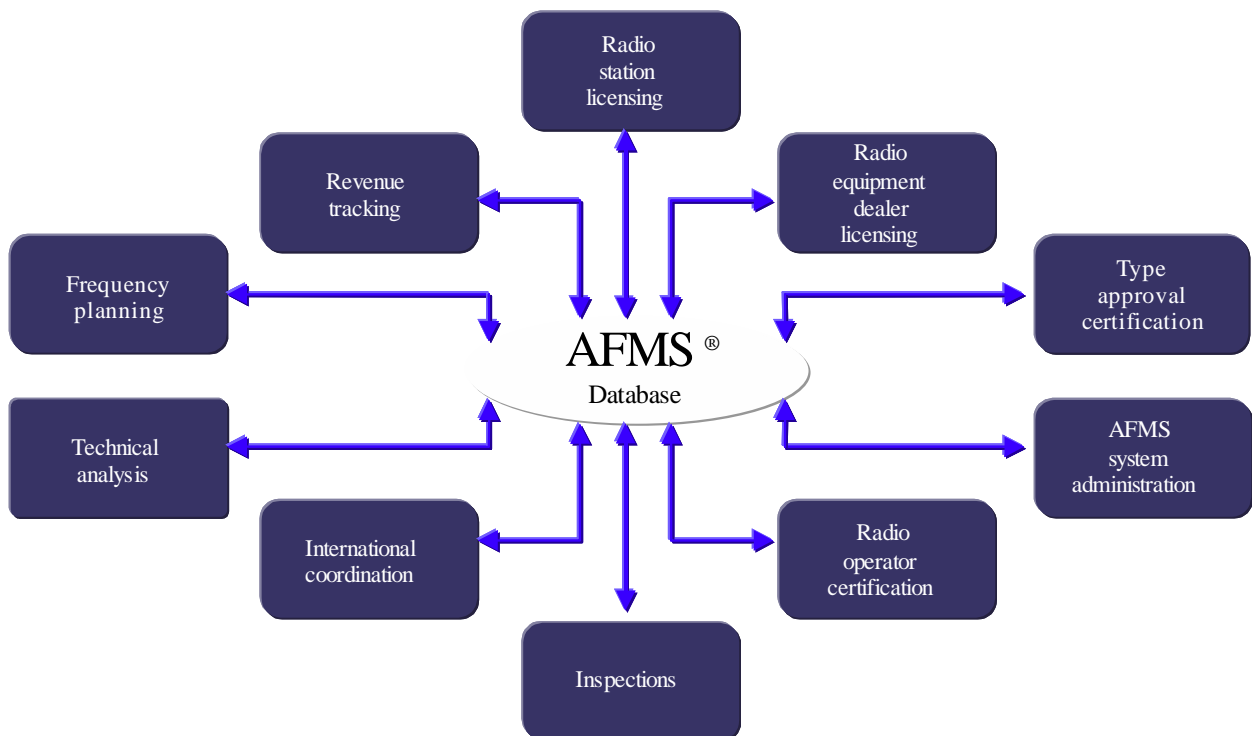 Radio
station
licensing
Revenue
tracking
Radio
equipment
dealer
licensing
Frequency
planning
Type
approval
certification
AFMS ®
Database
Technical
analysis
AFMS
system
administration
International
coordination
Radio
operator
certification
Inspections